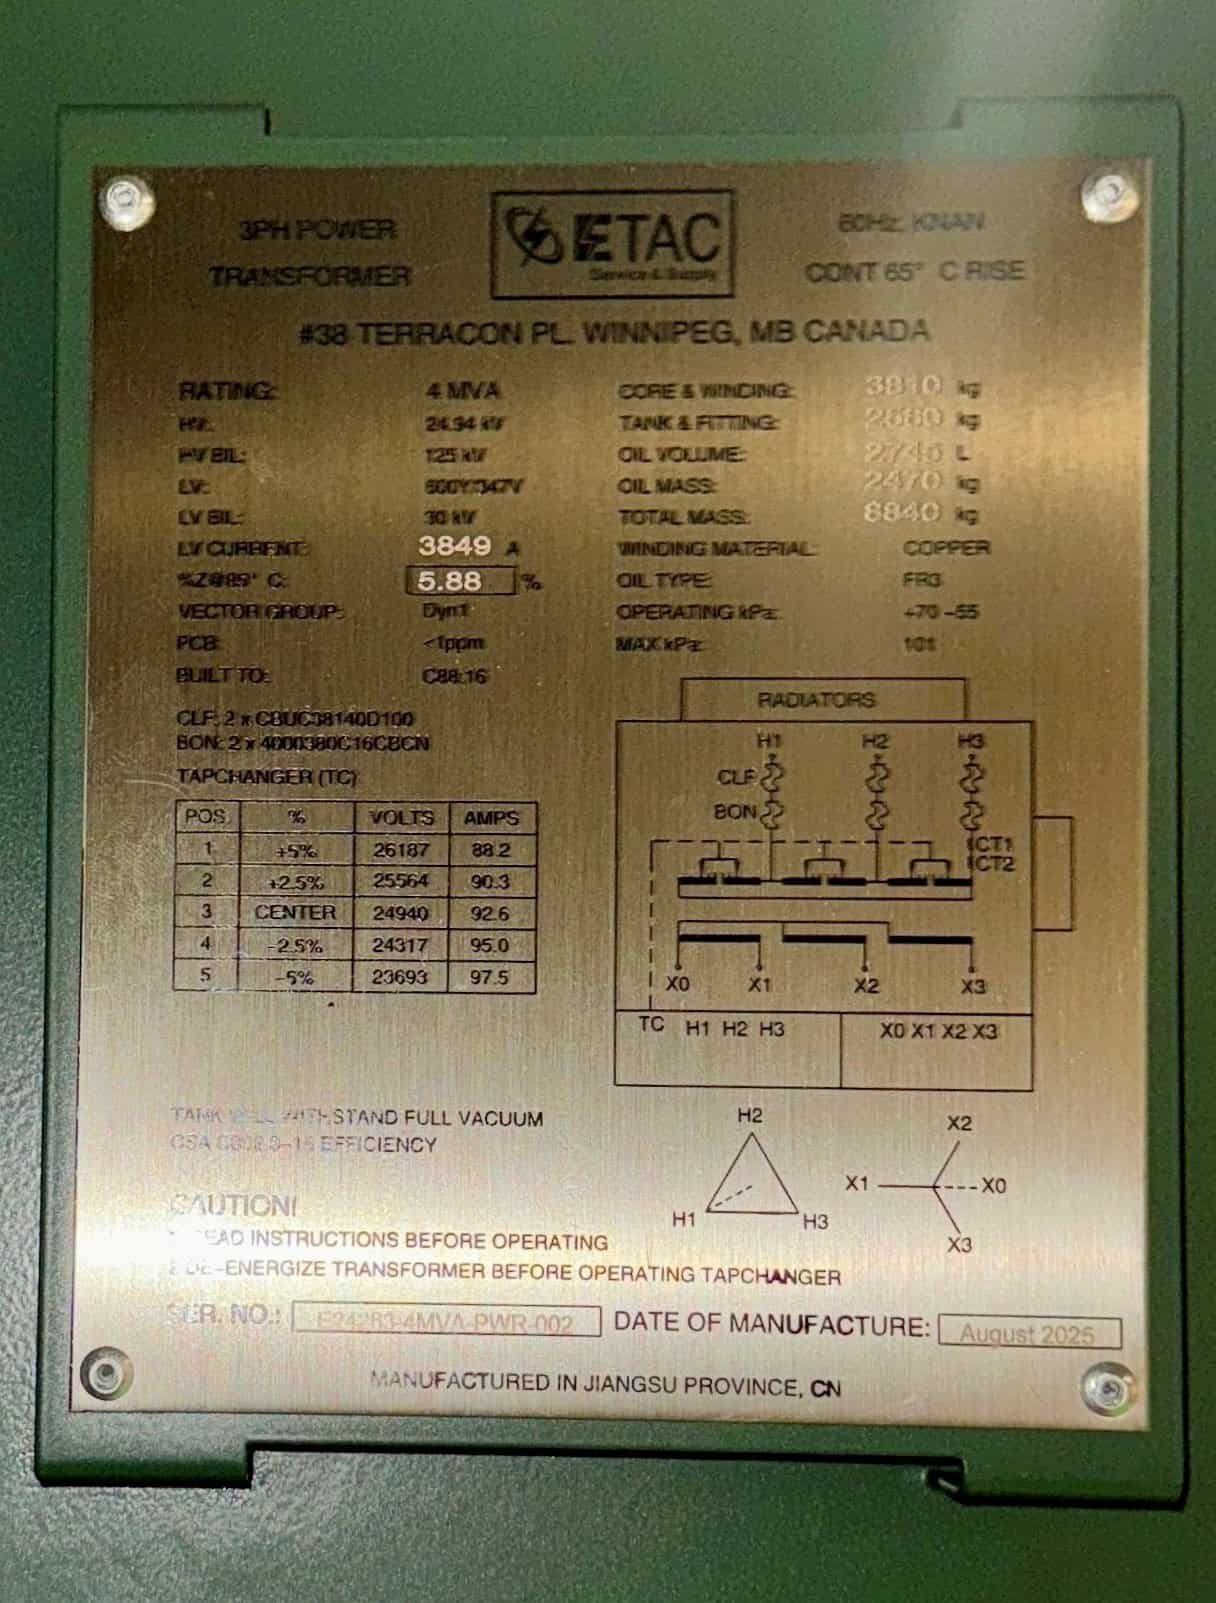 3PH POWER
TRANSFORMER
ETAC
Service & Supply
60Hz, KNAN
CONT 65° C RISE
#38 TERRACON PL. WINNIPEG, MB CANADA
RATING: 4 MVA
HV: 24.94 kV
HV BIL: 125 kV
LV: 600Y/347V
LV BIL: 30 kV
LV CURRENT: 3849 A
%Z@85° C: 5.88 %
VECTOR GROUP: Dyn1
PCB: <1ppm
BUILT TO: C88.16
CORE & WINDING: 3810 kg
TANK & FITTING: kg
OIL VOLUME: L
OIL MASS: 2470 kg
TOTAL MASS: 8840 kg
WINDING MATERIAL: COPPER
OIL TYPE: FR3
OPERATING kPa: +70 -55
MAX kPa: 101
CLF: 2 x CBUC38140D100
BON: 2 x 4000380C16CBCN
TAPCHANGER (TC)
POS % VOLTS AMPS
1 +5% 26187 88.2
2 +2.5% 25564 90.3
3 CENTER 24940 92.6
4 -2.5% 24317 95.0
5 -5% 23693 97.5
RADIATORS
H1 H2 H3
CLF
BON
CT1
CT2
X0 X1 X2 X3
TC H1 H2 H3
X0 X1 X2 X3
TANK WILL WITHSTAND FULL VACUUM
CSA EFFICIENCY
H2
H1 H3
X2
X1 X0
X3
CAUTION!
READ INSTRUCTIONS BEFORE OPERATING
2 DE-ENERGIZE TRANSFORMER BEFORE OPERATING TAPCHANGER
SER. NO.: E24283-4MVA-PWR-002 DATE OF MANUFACTURE: August 2025
MANUFACTURED IN JIANGSU PROVINCE, CN